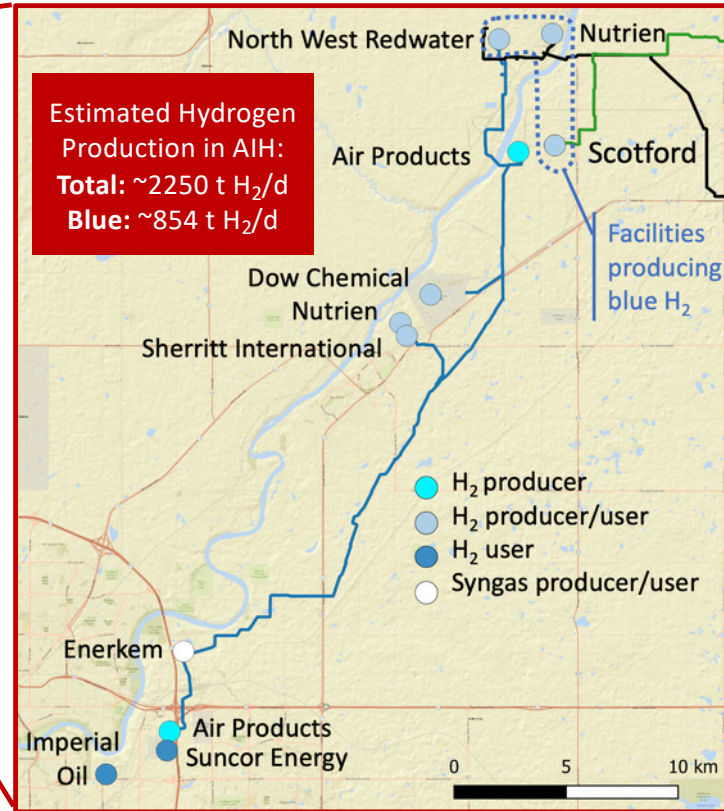 North West Redwater
Nutrien
Estimated Hydrogen
Production in AIH:
Total: ~2250 t H₂/d
Blue: ~854 t H₂/d
Air Products
Scotford
Facilities
producing
blue H₂
Dow Chemical
Nutrien
Sherritt International
H₂ producer
H₂ producer/user
H₂ user
Syngas producer/user
Enerkem
Air Products
Suncor Energy
Imperial
Oil
0 5 10 km